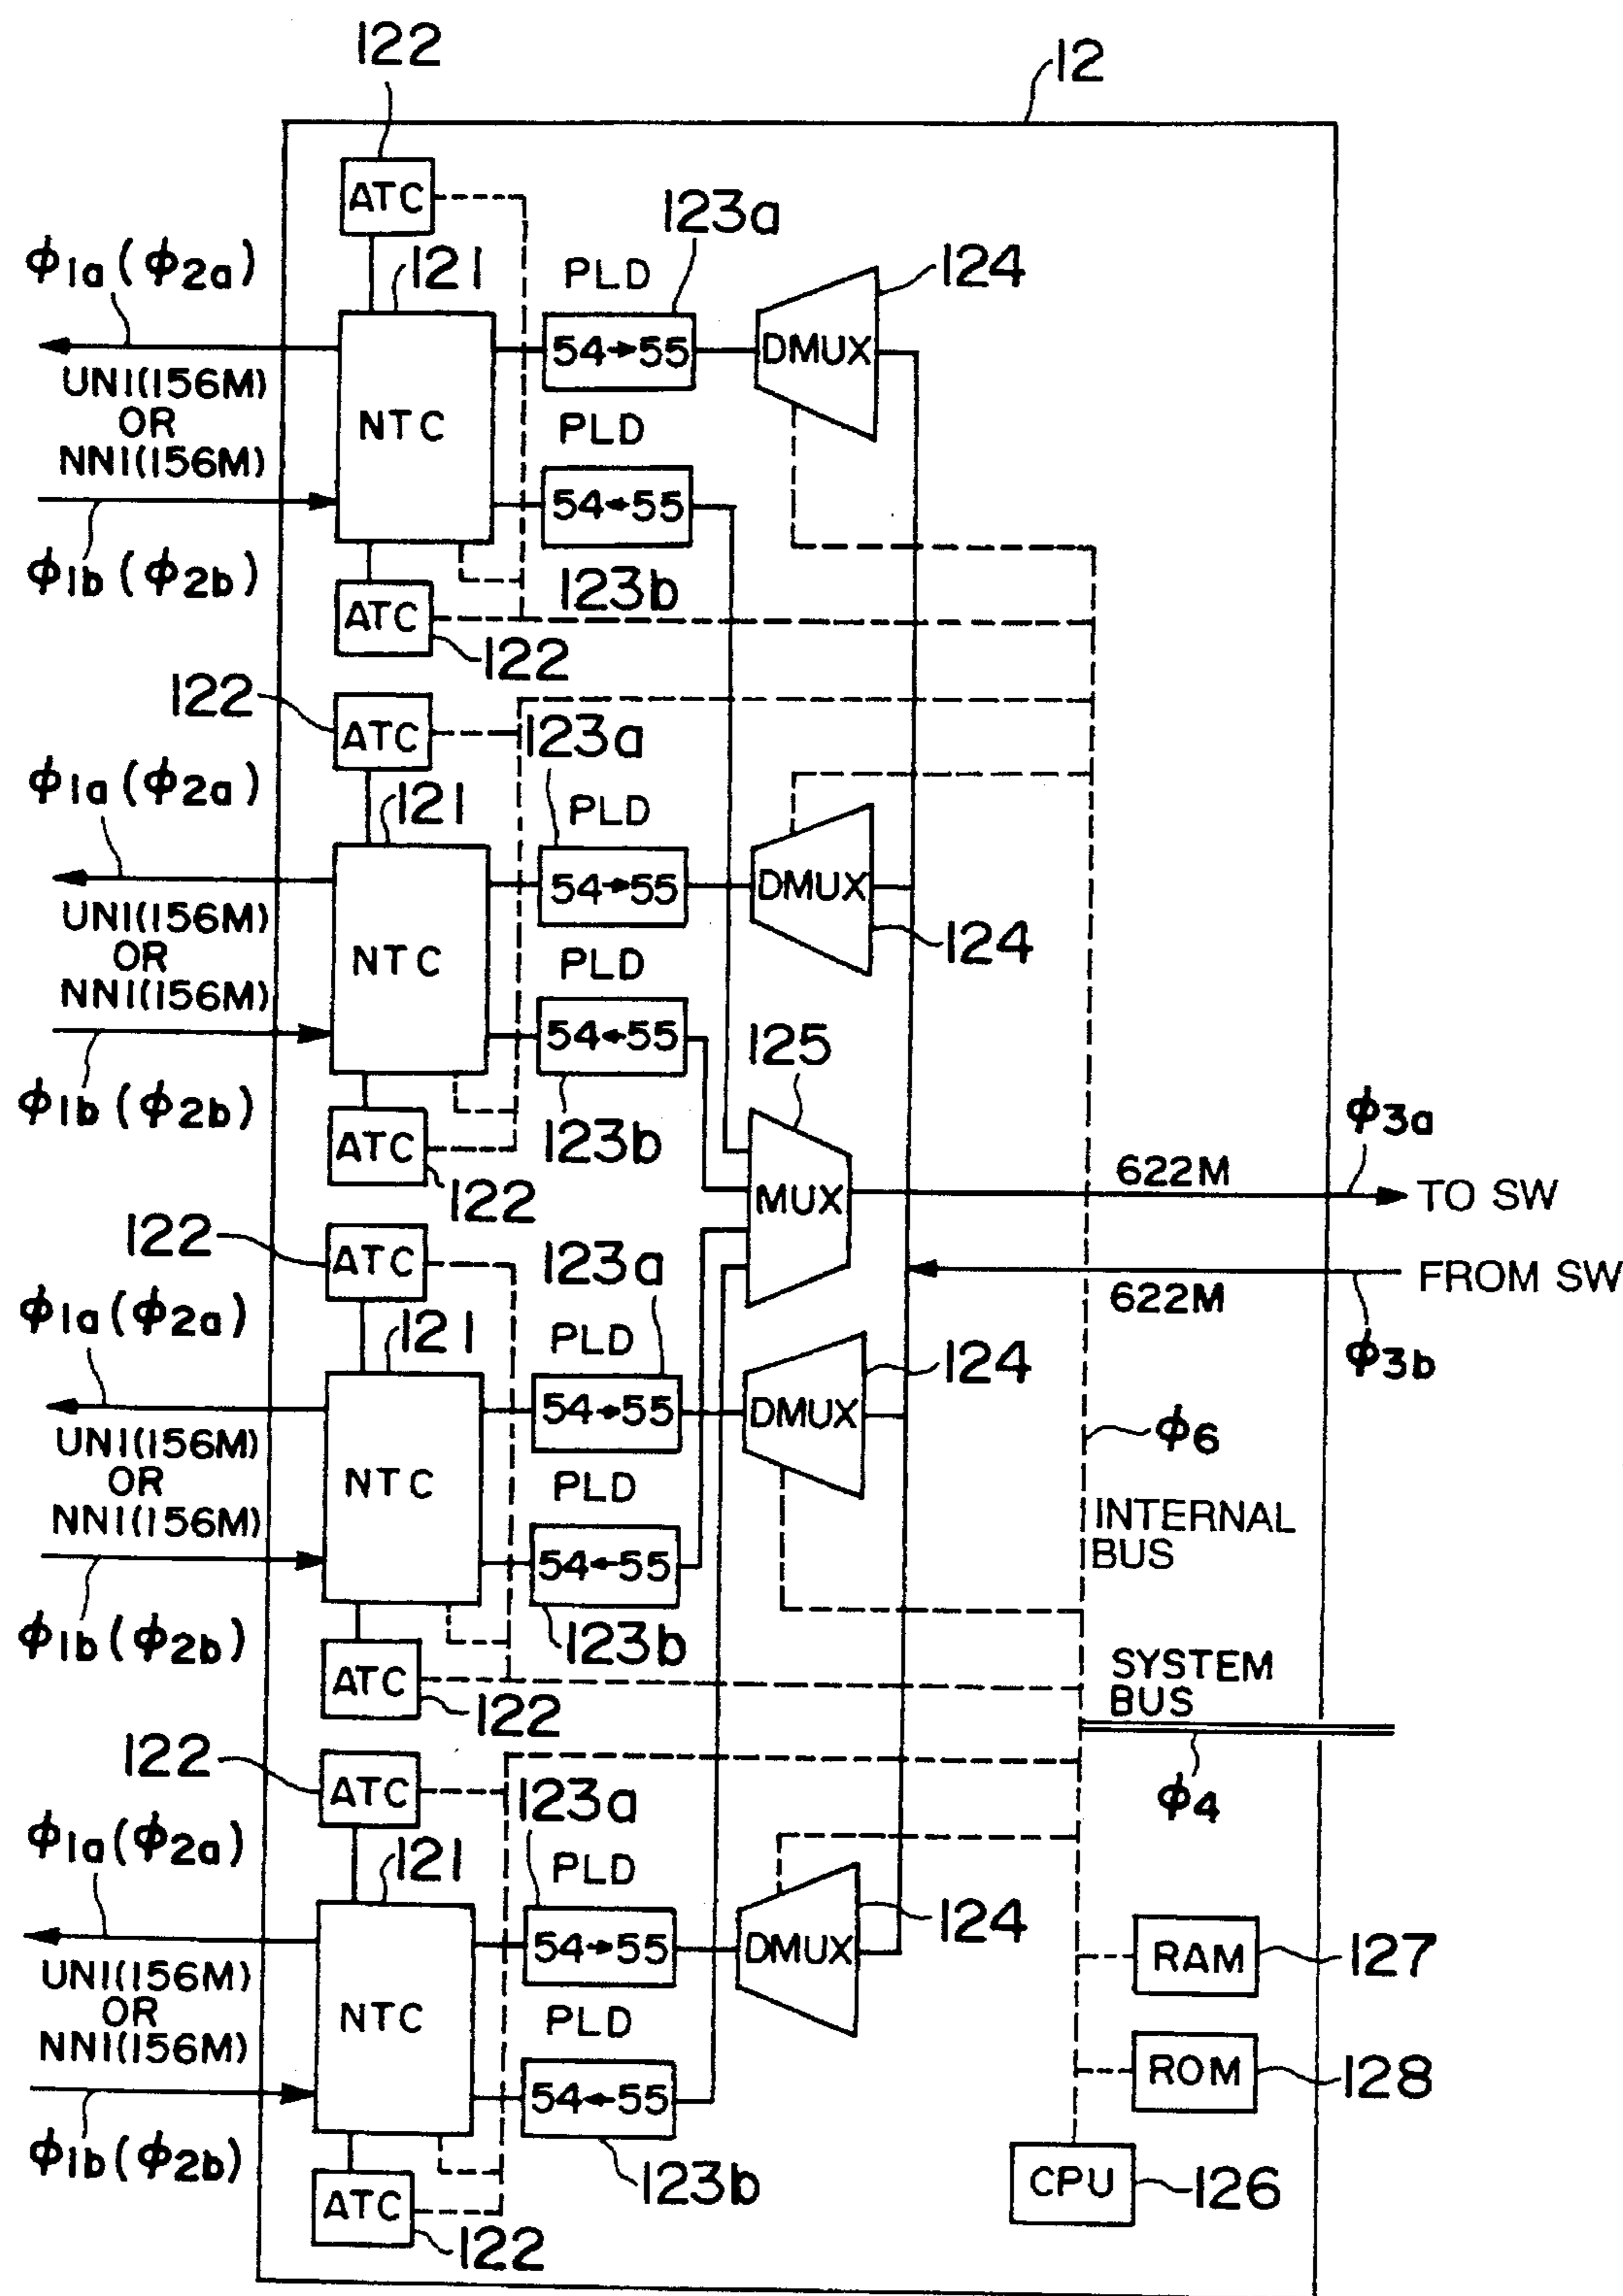 122
12
ATC
123a
ϕ1a(ϕ2a)
121
PLD
124
54→55
DMUX
UNI(156M)
OR
NNI(156M)
NTC
PLD
54←55
ϕ1b(ϕ2b)
123b
ATC
122
122
ATC
123a
ϕ1a(ϕ2a)
121
PLD
54→55
DMUX
UNI(156M)
OR
NNI(156M)
NTC
PLD
124
54←55
125
ϕ1b(ϕ2b)
123b
ATC
122
MUX
622M
ϕ3a
TO SW
122
ATC
123a
FROM SW
622M
ϕ3b
ϕ1a(ϕ2a)
121
PLD
124
54→55
DMUX
ϕ6
UNI(156M)
OR
NNI(156M)
NTC
PLD
INTERNAL
BUS
54←55
ϕ1b(ϕ2b)
123b
ATC
122
SYSTEM
BUS
ϕ4
122
ATC
123a
ϕ1a(ϕ2a)
121
PLD
124
54→55
DMUX
RAM
127
UNI(156M)
OR
NNI(156M)
NTC
PLD
54←55
ROM
128
ϕ1b(ϕ2b)
123b
CPU
126
ATC
122